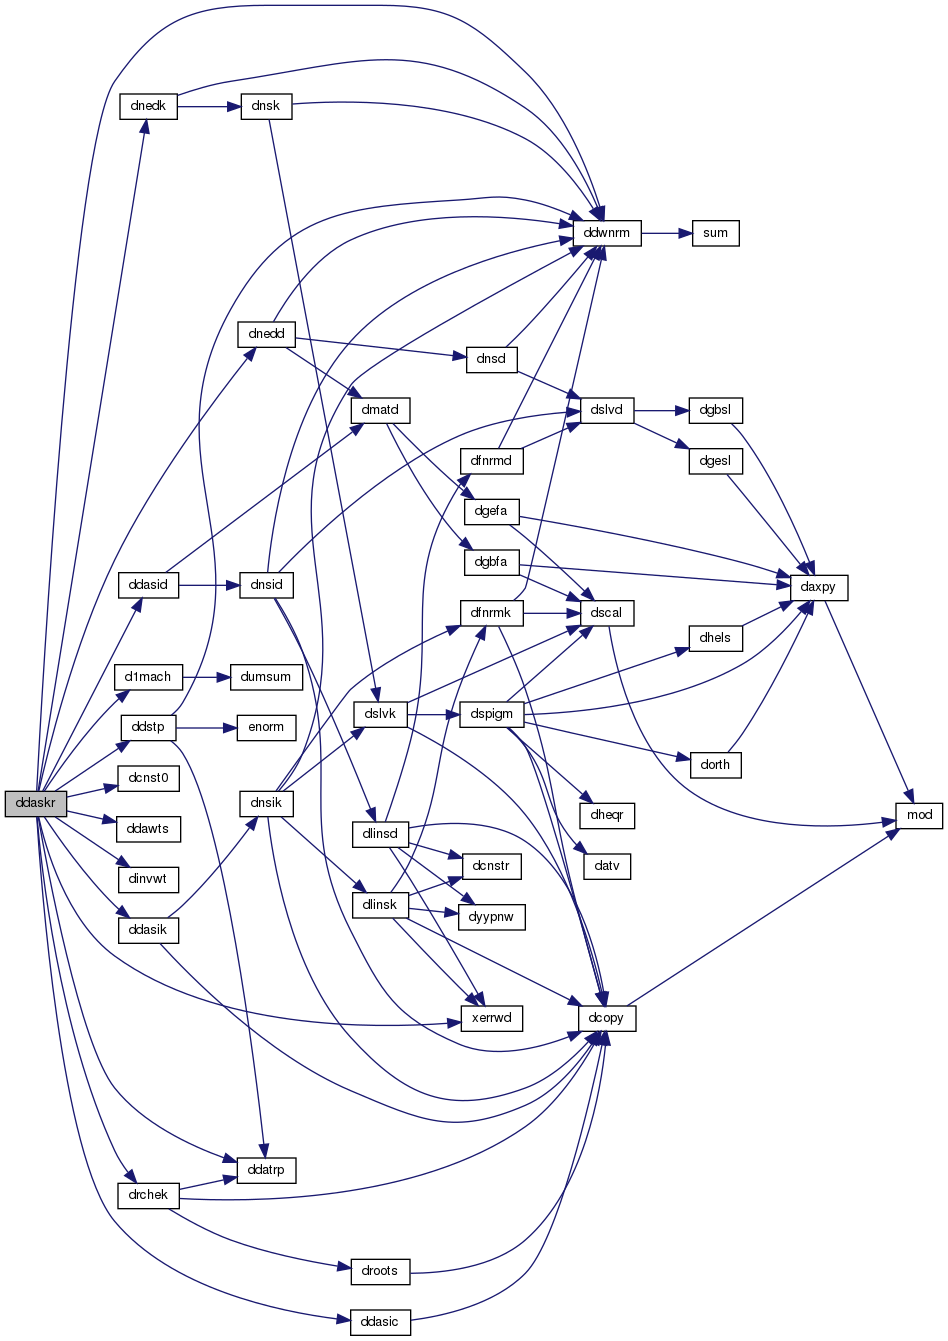 ddaskr
dnedk
dnsk
ddwnrm
sum
dnedd
dnsd
dmatd
dslvd
dgbsl
dfnrmd
dgesl
dgefa
dgbfa
ddasid
dnsid
daxpy
dfnrmk
dscal
dhels
d1mach
dumsum
dslvk
dspigm
ddstp
enorm
dorth
dcnst0
dnsik
dheqr
mod
ddawts
dlinsd
dinvwt
dcnstr
datv
dlinsk
dyypnw
ddasik
xerrwd
dcopy
ddatrp
drchek
droots
ddasic